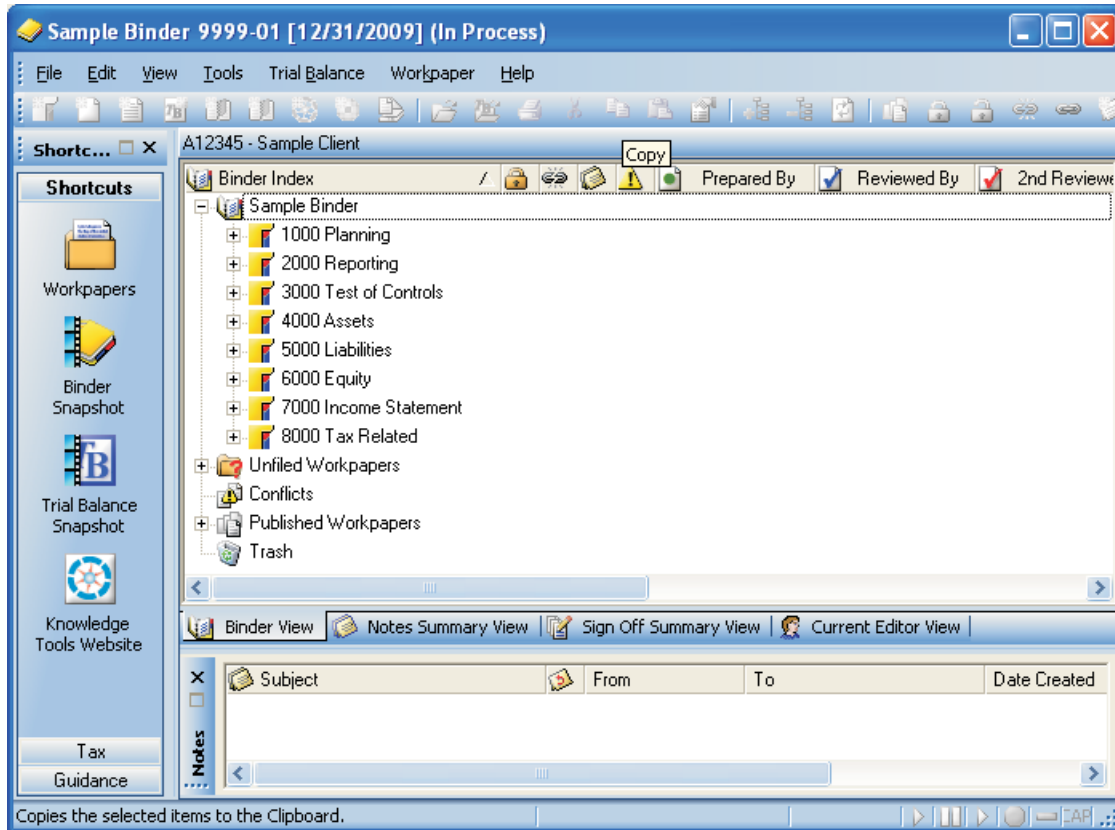 Sample Binder 9999-01 [12/31/2009] (In Process)
File Edit View Tools Trial Balance Workpaper Help
Shortc...
A12345 - Sample Client
Copy
Shortcuts
Binder Index Prepared By Reviewed By 2nd Reviewe
Sample Binder
1000 Planning
2000 Reporting
3000 Test of Controls
4000 Assets
5000 Liabilities
6000 Equity
7000 Income Statement
8000 Tax Related
Unfiled Workpapers
Conflicts
Published Workpapers
Trash
Workpapers
Binder
Snapshot
TB
Trial Balance
Snapshot
Knowledge
Tools Website
Tax
Guidance
Binder View Notes Summary View Sign Off Summary View Current Editor View
Notes
Subject From To Date Created
Copies the selected items to the Clipboard.
CAP